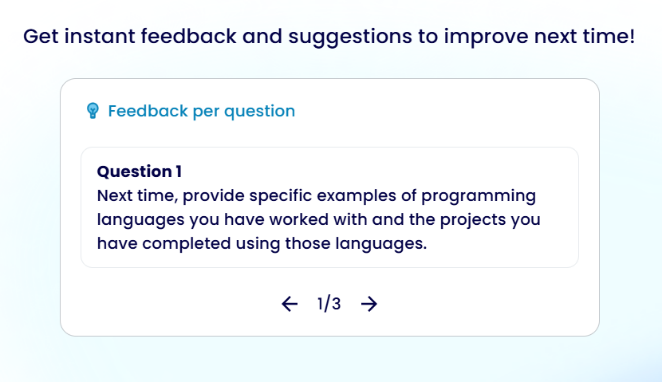 Get instant feedback and suggestions to improve next time!
Feedback per question
Question 1
Next time, provide specific examples of programming
languages you have worked with and the projects you
have completed using those languages.
1/3